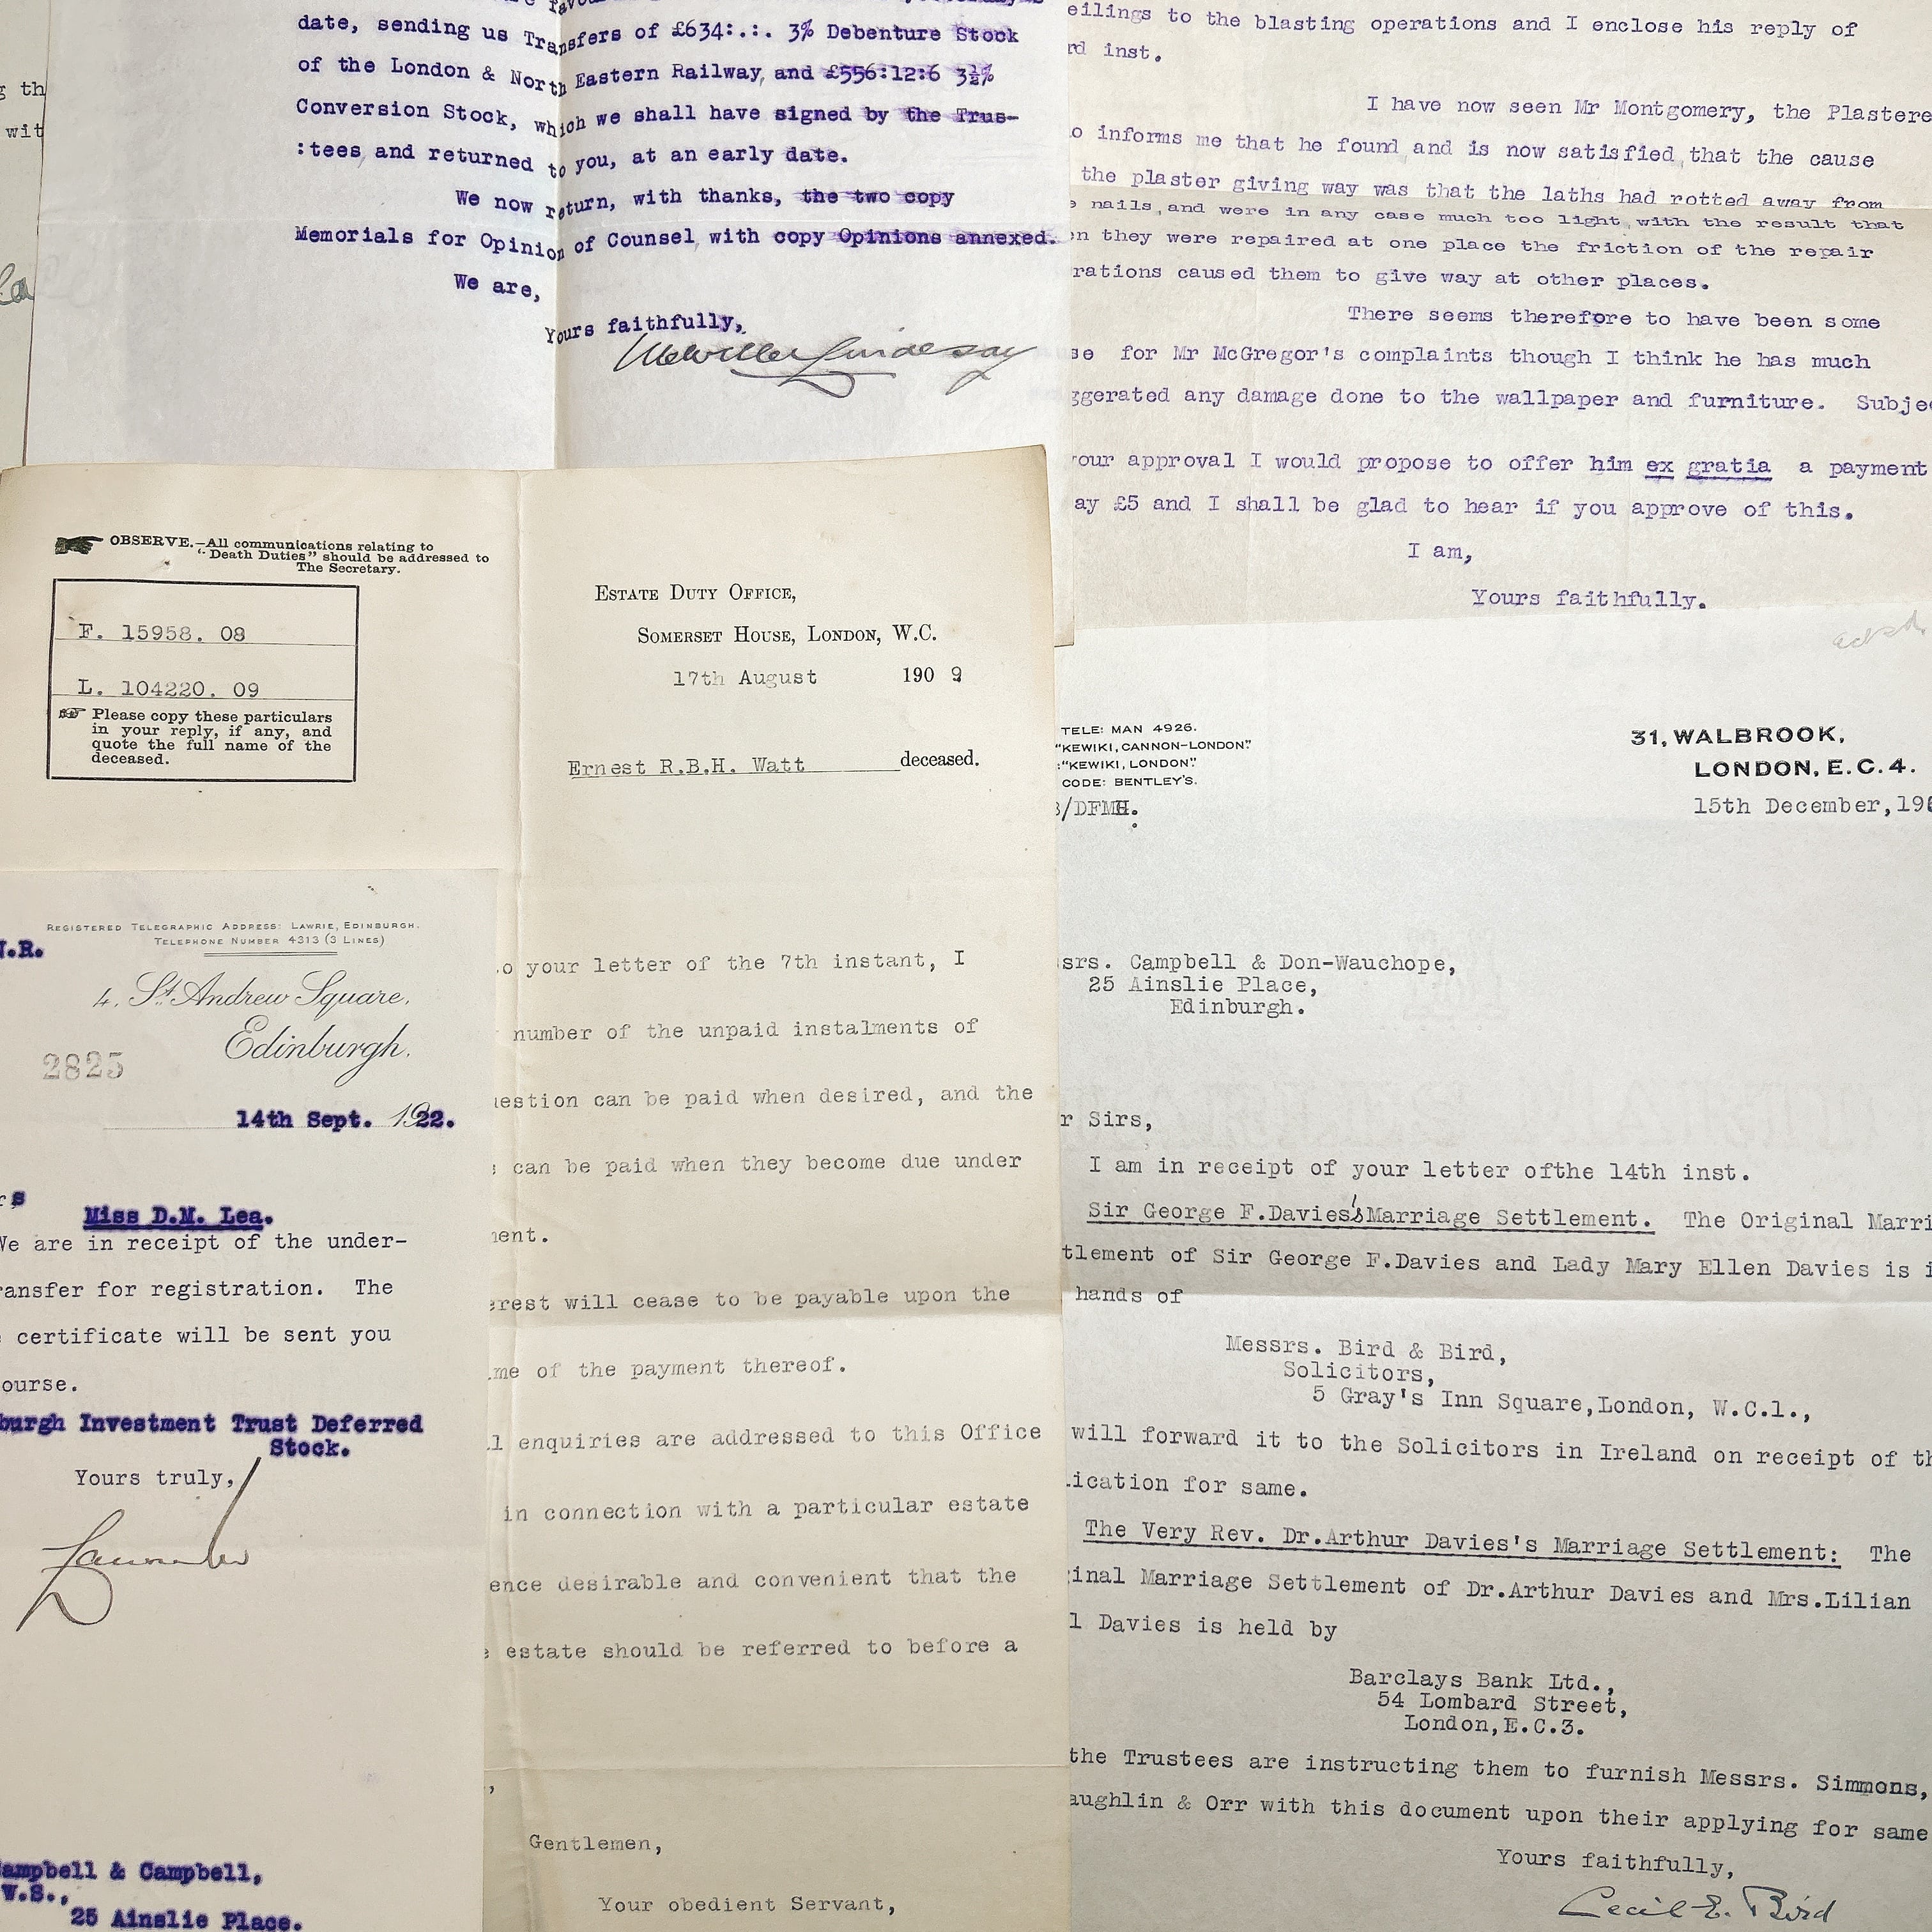 g th
wit
date, sending us Transfers of £634:.:. 3% Debenture Stock
of the London & North Eastern Railway, and £556:12:6 3½%
Conversion Stock, which we shall have signed by the Trus-
:tees and returned to you, at an early date.
We now return, with thanks, the two copy
Memorials for Opinion of Counsel with copy Opinions annexed.
We are,
Yours faithfully,
eilings to the blasting operations and I enclose his reply of
rd inst.
I have now seen Mr Montgomery, the Plastere
o informs me that he found and is now satisfied that the cause
the plaster giving way was that the laths had rotted away from
e nails, and were in any case much too light with the result that
en they were repaired at one place the friction of the repair
rations caused them to give way at other places.
There seems therefore to have been some
se for Mr McGregor's complaints though I think he has much
ggerated any damage done to the wallpaper and furniture. Subje
our approval I would propose to offer him ex gratia a payment
ay £5 and I shall be glad to hear if you approve of this.
I am,
Yours faithfully.
OBSERVE.—All communications relating to
"Death Duties" should be addressed to
The Secretary.
F. 15958. 08
L. 104220. 09
Please copy these particulars
in your reply, if any, and
quote the full name of the
deceased.
Estate Duty Office,
Somerset House, London, W.C.
17th August 190 9
Ernest R.B.H. Watt deceased.
o your letter of the 7th instant, I
number of the unpaid instalments of
uestion can be paid when desired, and the
s can be paid when they become due under
ment.
erest will cease to be payable upon the
me of the payment thereof.
l enquiries are addressed to this Office
in connection with a particular estate
ence desirable and convenient that the
e estate should be referred to before a
Gentlemen,
Your obedient Servant,
Registered Telegraphic Address: Lawrie, Edinburgh.
Telephone Number 4313 (3 Lines)
N.R.
4, St. Andrew Square,
Edinburgh.
2825
14th Sept. 1922.
rs
Miss D.M. Lea.
We are in receipt of the under-
ransfer for registration. The
e certificate will be sent you
ourse.
burgh Investment Trust Deferred
Stock.
Yours truly,
ampbell & Campbell,
W.S.,
25 Ainslie Place.
TELE: MAN 4926.
"KEWIKI, CANNON-LONDON"
:"KEWIKI, LONDON"
CODE: BENTLEY'S.
31, WALBROOK,
LONDON, E.C.4.
B/DFMH.
15th December,19
srs. Campbell & Don-Wauchope,
25 Ainslie Place,
Edinburgh.
r Sirs,
I am in receipt of your letter ofthe 14th inst.
Sir George F.Davies's Marriage Settlement. The Original Marri
tlement of Sir George F.Davies and Lady Mary Ellen Davies is i
hands of
Messrs. Bird & Bird,
Solicitors,
5 Gray's Inn Square,London, W.C.1.,
will forward it to the Solicitors in Ireland on receipt of th
lication for same.
The Very Rev. Dr.Arthur Davies's Marriage Settlement: The
ginal Marriage Settlement of Dr.Arthur Davies and Mrs.Lilian
l Davies is held by
Barclays Bank Ltd.,
54 Lombard Street,
London,E.C.3.
the Trustees are instructing them to furnish Messrs. Simmons,
aughlin & Orr with this document upon their applying for same
Yours faithfully,
Cecil E. Bird